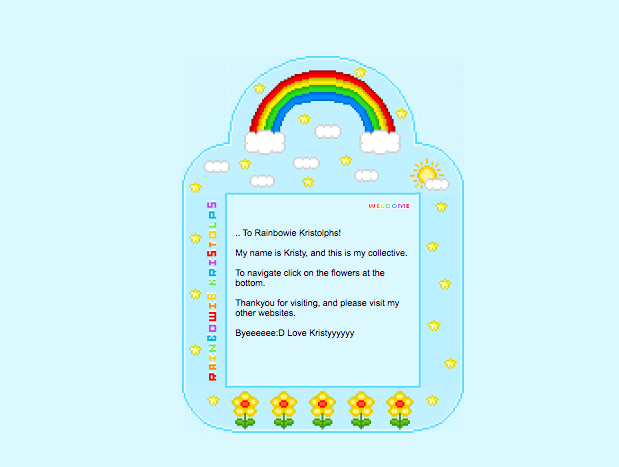 WELCOME
.. To Rainbowie Kristolphs!
My name is Kristy, and this is my collective.
To navigate click on the flowers at the
bottom.
Thankyou for visiting, and please visit my
other websites.
Byeeeeee:D Love Kristyyyyyy
RAINBOWIE KRISTOLPS